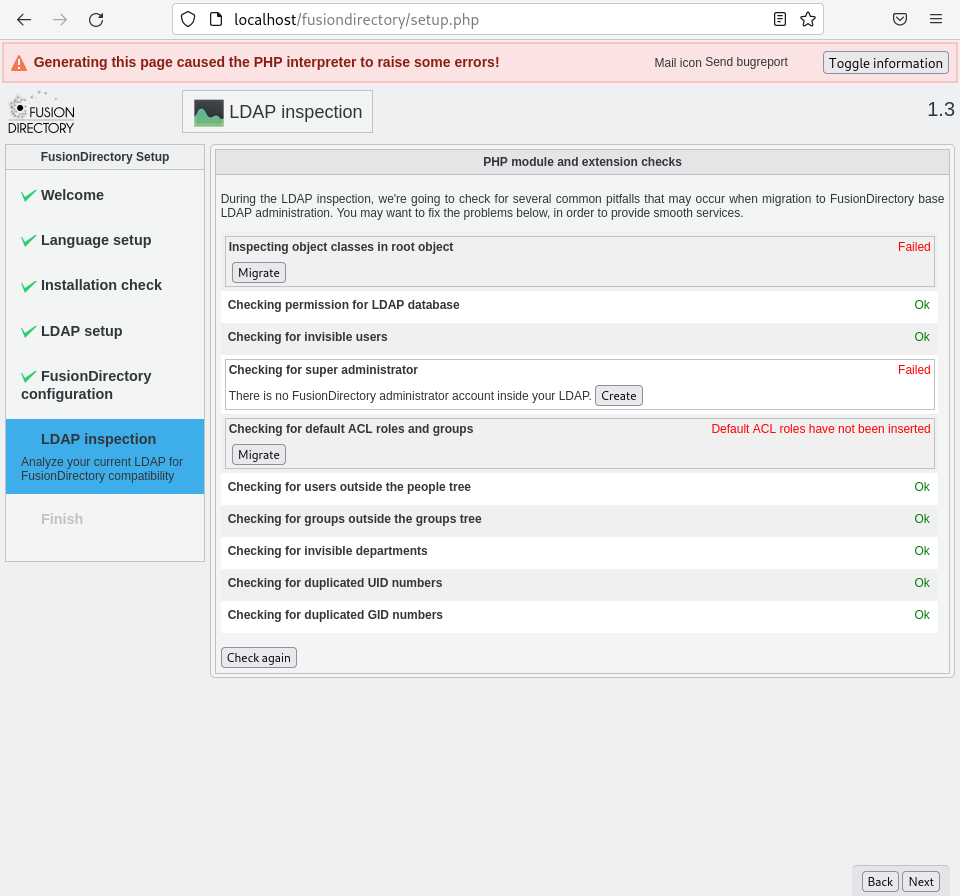 localhost/fusiondirectory/setup.php
Generating this page caused the PHP interpreter to raise some errors!
Mail icon Send bugreport
Toggle information
FUSION
DIRECTORY
LDAP inspection
1.3
FusionDirectory Setup
Welcome
Language setup
Installation check
LDAP setup
FusionDirectory
configuration
LDAP inspection
Analyze your current LDAP for
FusionDirectory compatibility
Finish
PHP module and extension checks
During the LDAP inspection, we're going to check for several common pitfalls that may occur when migration to FusionDirectory base
LDAP administration. You may want to fix the problems below, in order to provide smooth services.
Inspecting object classes in root object Failed
Migrate
Checking permission for LDAP database Ok
Checking for invisible users Ok
Checking for super administrator Failed
There is no FusionDirectory administrator account inside your LDAP. Create
Checking for default ACL roles and groups Default ACL roles have not been inserted
Migrate
Checking for users outside the people tree Ok
Checking for groups outside the groups tree Ok
Checking for invisible departments Ok
Checking for duplicated UID numbers Ok
Checking for duplicated GID numbers Ok
Check again
Back Next